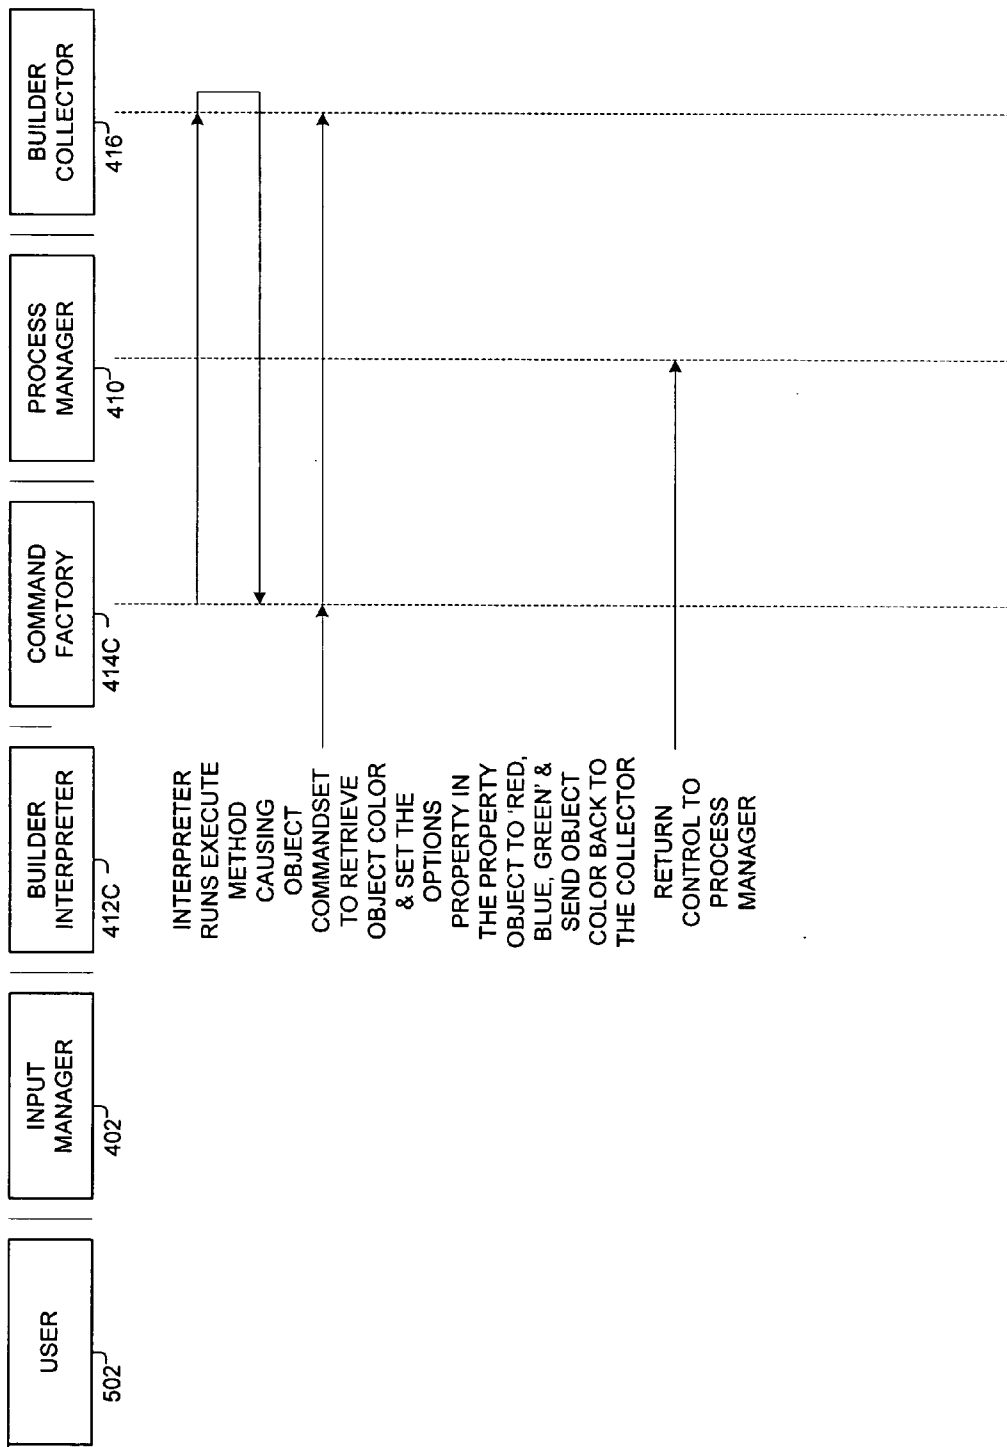 USER
502
INPUT
MANAGER
402
BUILDER
INTERPRETER
412C
COMMAND
FACTORY
414C
PROCESS
MANAGER
410
BUILDER
COLLECTOR
416
INTERPRETER
RUNS EXECUTE
METHOD
CAUSING
OBJECT
COMMANDSET
TO RETRIEVE
OBJECT COLOR
& SET THE
OPTIONS
PROPERTY IN
THE PROPERTY
OBJECT TO 'RED,
BLUE, GREEN' &
SEND OBJECT
COLOR BACK TO
THE COLLECTOR
RETURN
CONTROL TO
PROCESS
MANAGER